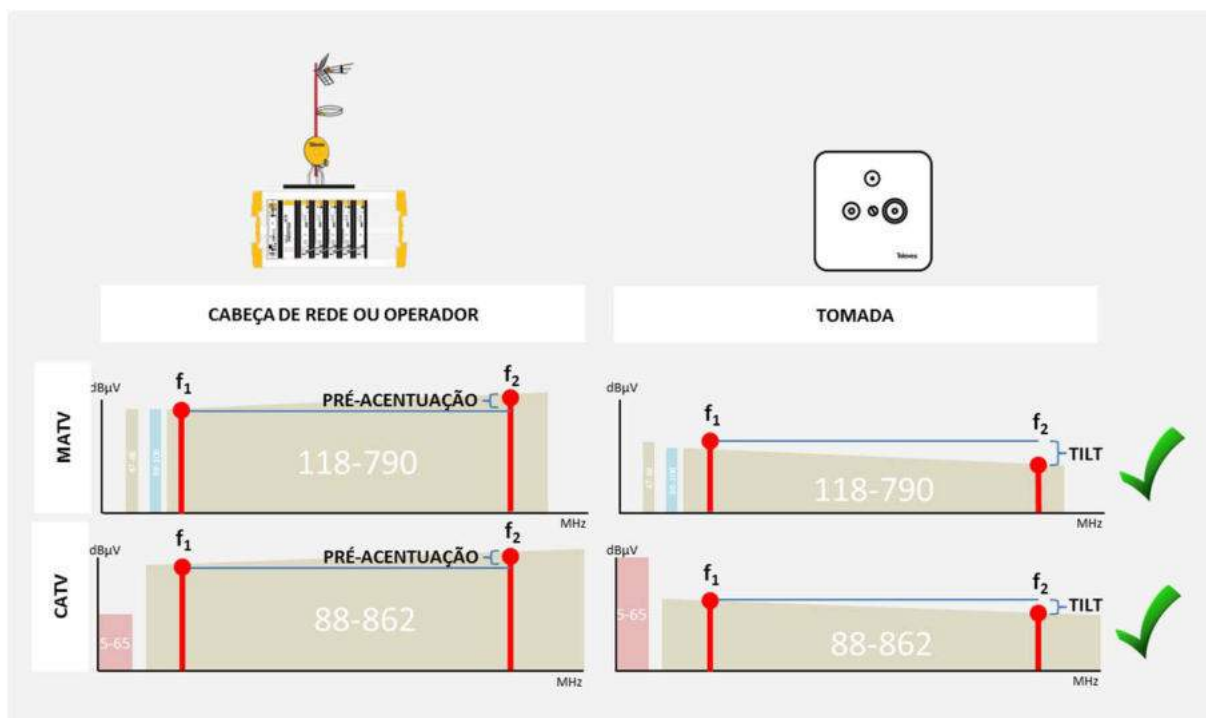 Televes
CABEÇA DE REDE OU OPERADOR
TOMADA
MATV
dBµV
f1
PRÉ-ACENTUAÇÃO
f2
118-790
MHz
dBµV
f1
f2
TILT
118-790
MHz
CATV
dBµV
f1
PRÉ-ACENTUAÇÃO
f2
5-65
88-862
MHz
dBµV
f1
f2
TILT
5-65
88-862
MHz